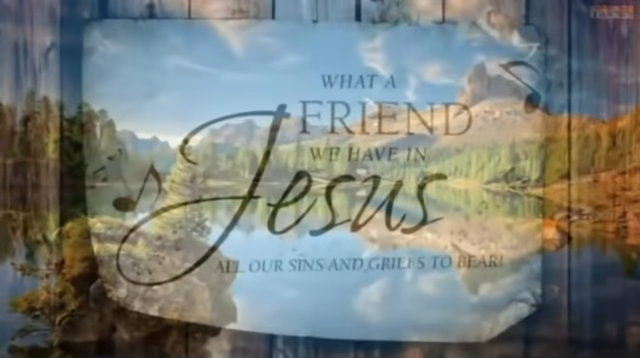 WHAT A
FRIEND
WE HAVE IN
Jesus
ALL OUR SINS AND GRIEFS TO BEAR!